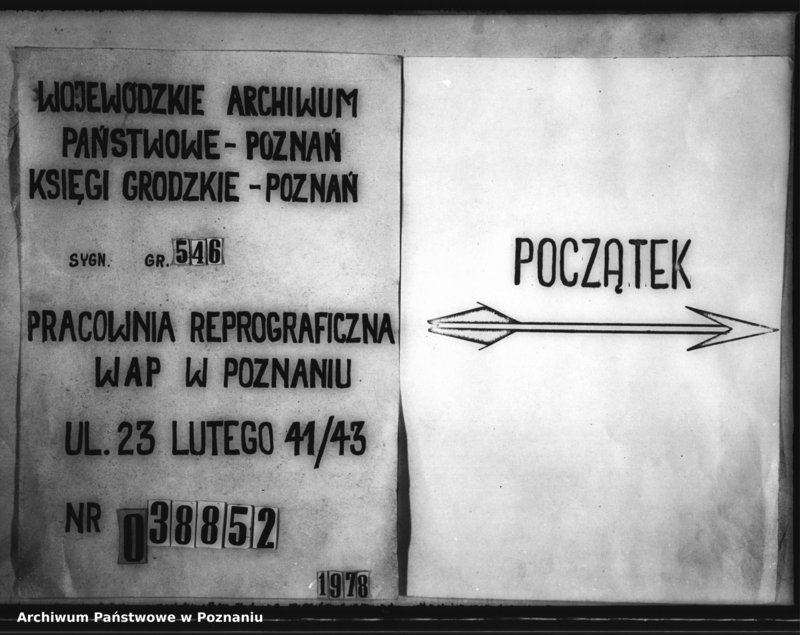 WOJEWÓDZKIE ARCHIWUM
PAŃSTWOWE - POZNAŃ
KSIĘGI GRODZKIE - POZNAŃ
SYGN. GR. 546
PRACOWNIA REPROGRAFICZNA
WAP W POZNANIU
UL. 23 LUTEGO 41/43
NR 038852
1978
POCZĄTEK
Archiwum Państwowe w Poznaniu